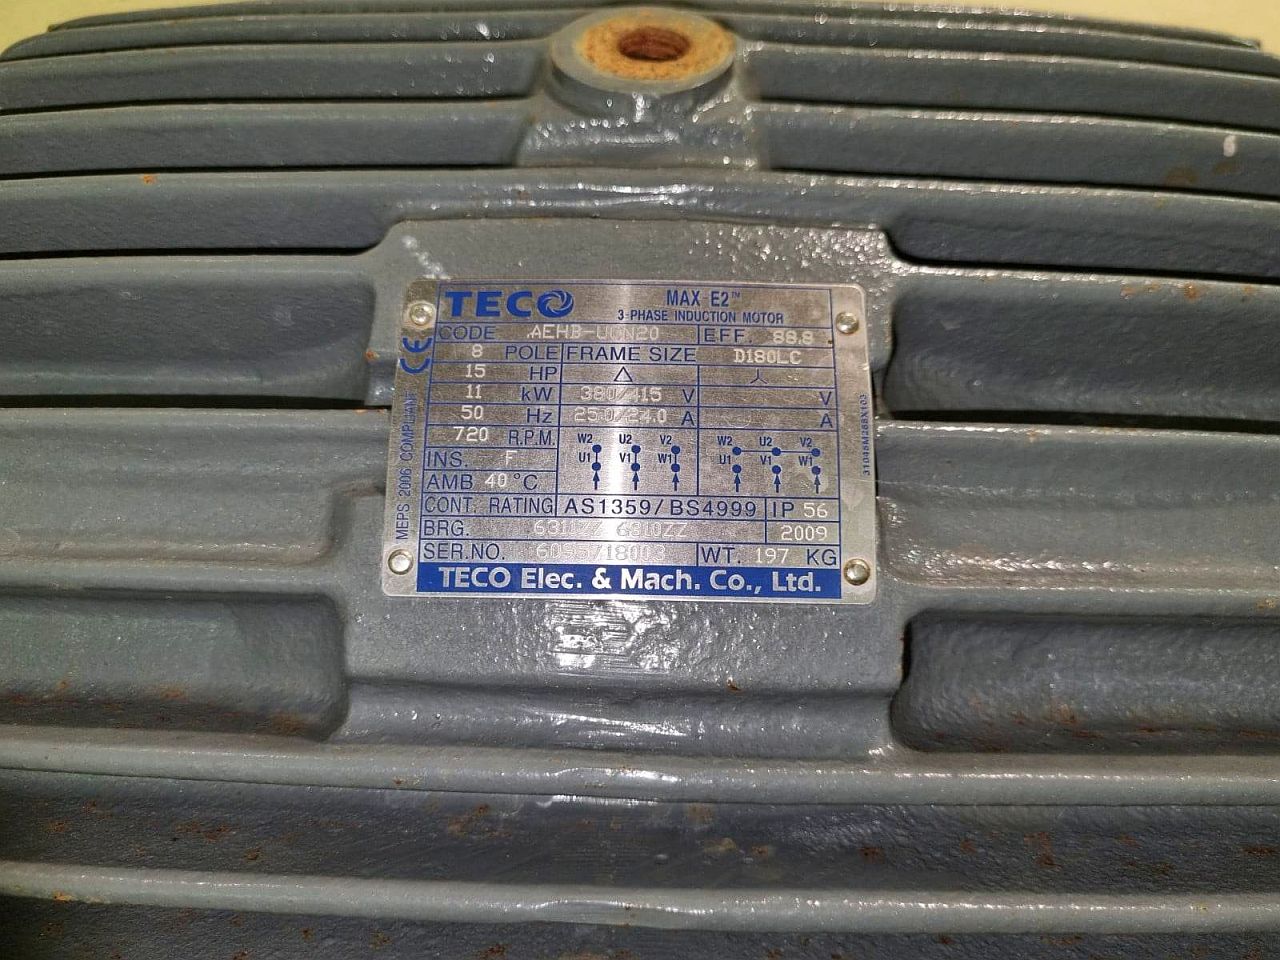 TECO MAX E2™
3-PHASE INDUCTION MOTOR
CODE AEHB-UCN20 EFF. 88.8
8 POLE FRAME SIZE D180LC
15 HP △
11 kW 380/415 V V
50 Hz 25.0/24.0 A A
720 R.P.M. W2 U2 V2 W2 U2 V2
INS. F U1 V1 W1 U1 V1 W1
AMB 40 °C
CONT. RATING AS1359/BS4999 IP 56
BRG. 6311ZZ 6310ZZ 2009
SER.NO. WT. 197 KG
TECO Elec. & Mach. Co., Ltd.
CE
MEPS 2006 COMPLIANT